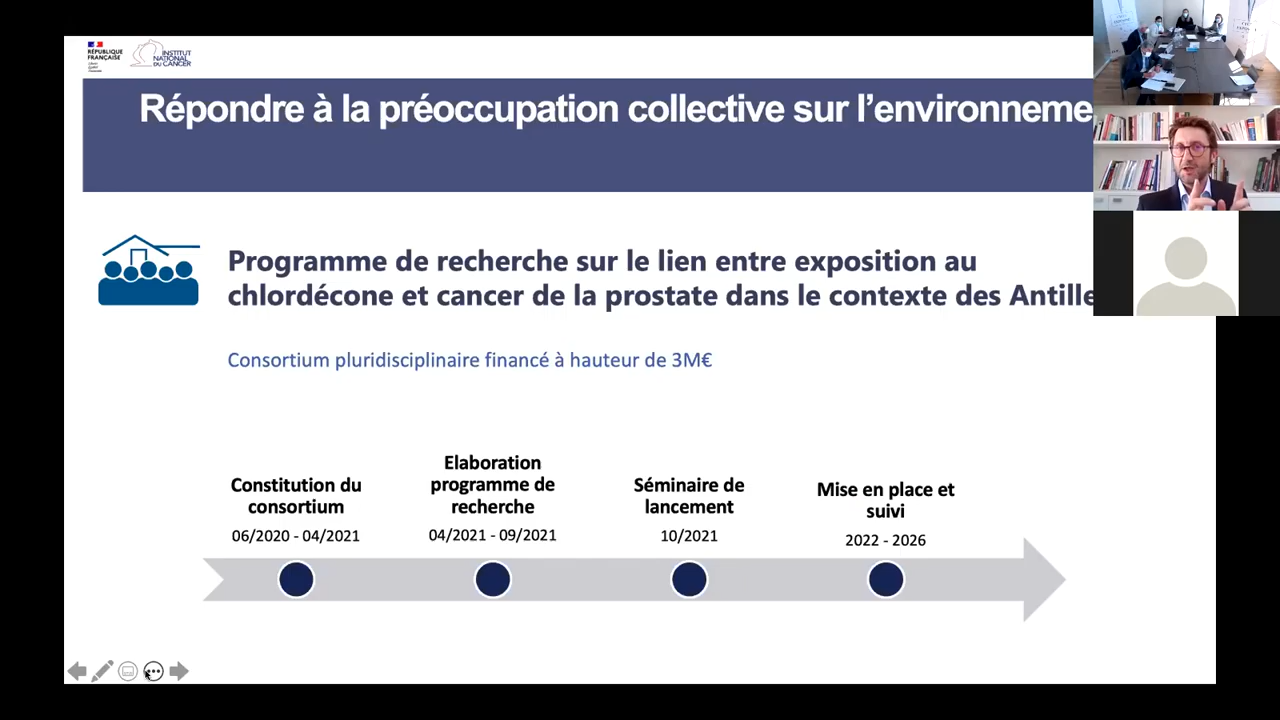 RÉPUBLIQUE
FRANÇAISE
INSTITUT
NATIONAL
DU CANCER
Répondre à la préoccupation collective sur l'environneme
Programme de recherche sur le lien entre exposition au
chlordécone et cancer de la prostate dans le contexte des Antille
Consortium pluridisciplinaire financé à hauteur de 3M€
Constitution du
consortium
06/2020 - 04/2021
Elaboration
programme de
recherche
04/2021 - 09/2021
Séminaire de
lancement
10/2021
Mise en place et
suivi
2022 - 2026